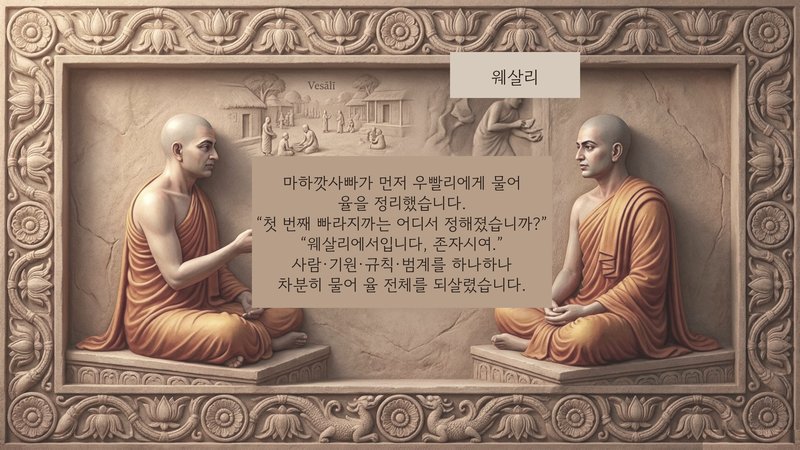 웨살리
Vesālī
마하깟사빠가 먼저 우빨리에게 물어
율을 정리했습니다.
“첫 번째 빠라지까는 어디서 정해졌습니까?”
“웨살리에서입니다, 존자시여.”
사람·기원·규칙·범계를 하나하나
차분히 물어 율 전체를 되살렸습니다.